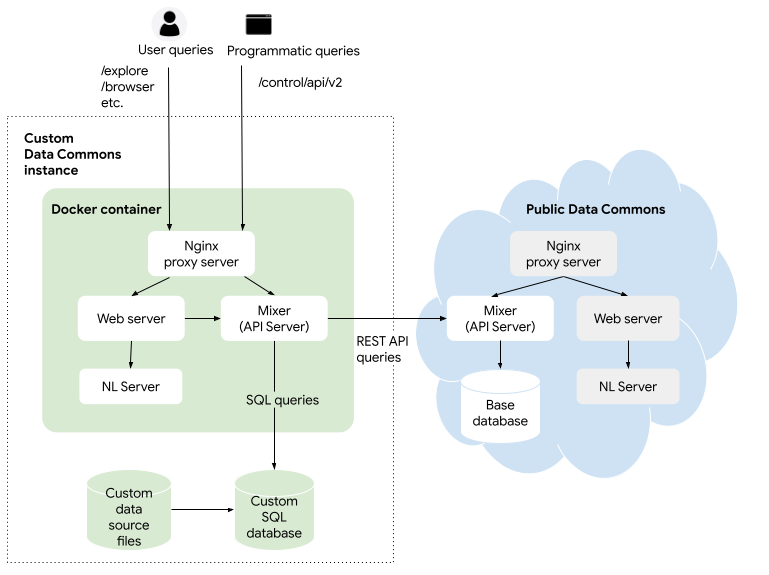 User queries
Programmatic queries
/explore
/browser
etc.
/control/api/v2
Custom
Data Commons
instance
Docker container
Nginx
proxy server
Web server
Mixer
(API Server)
NL Server
SQL queries
REST API
queries
Custom
data
source
files
Custom
SQL
database
Public Data Commons
Nginx
proxy server
Mixer
(API Server)
Web server
Base
database
NL Server